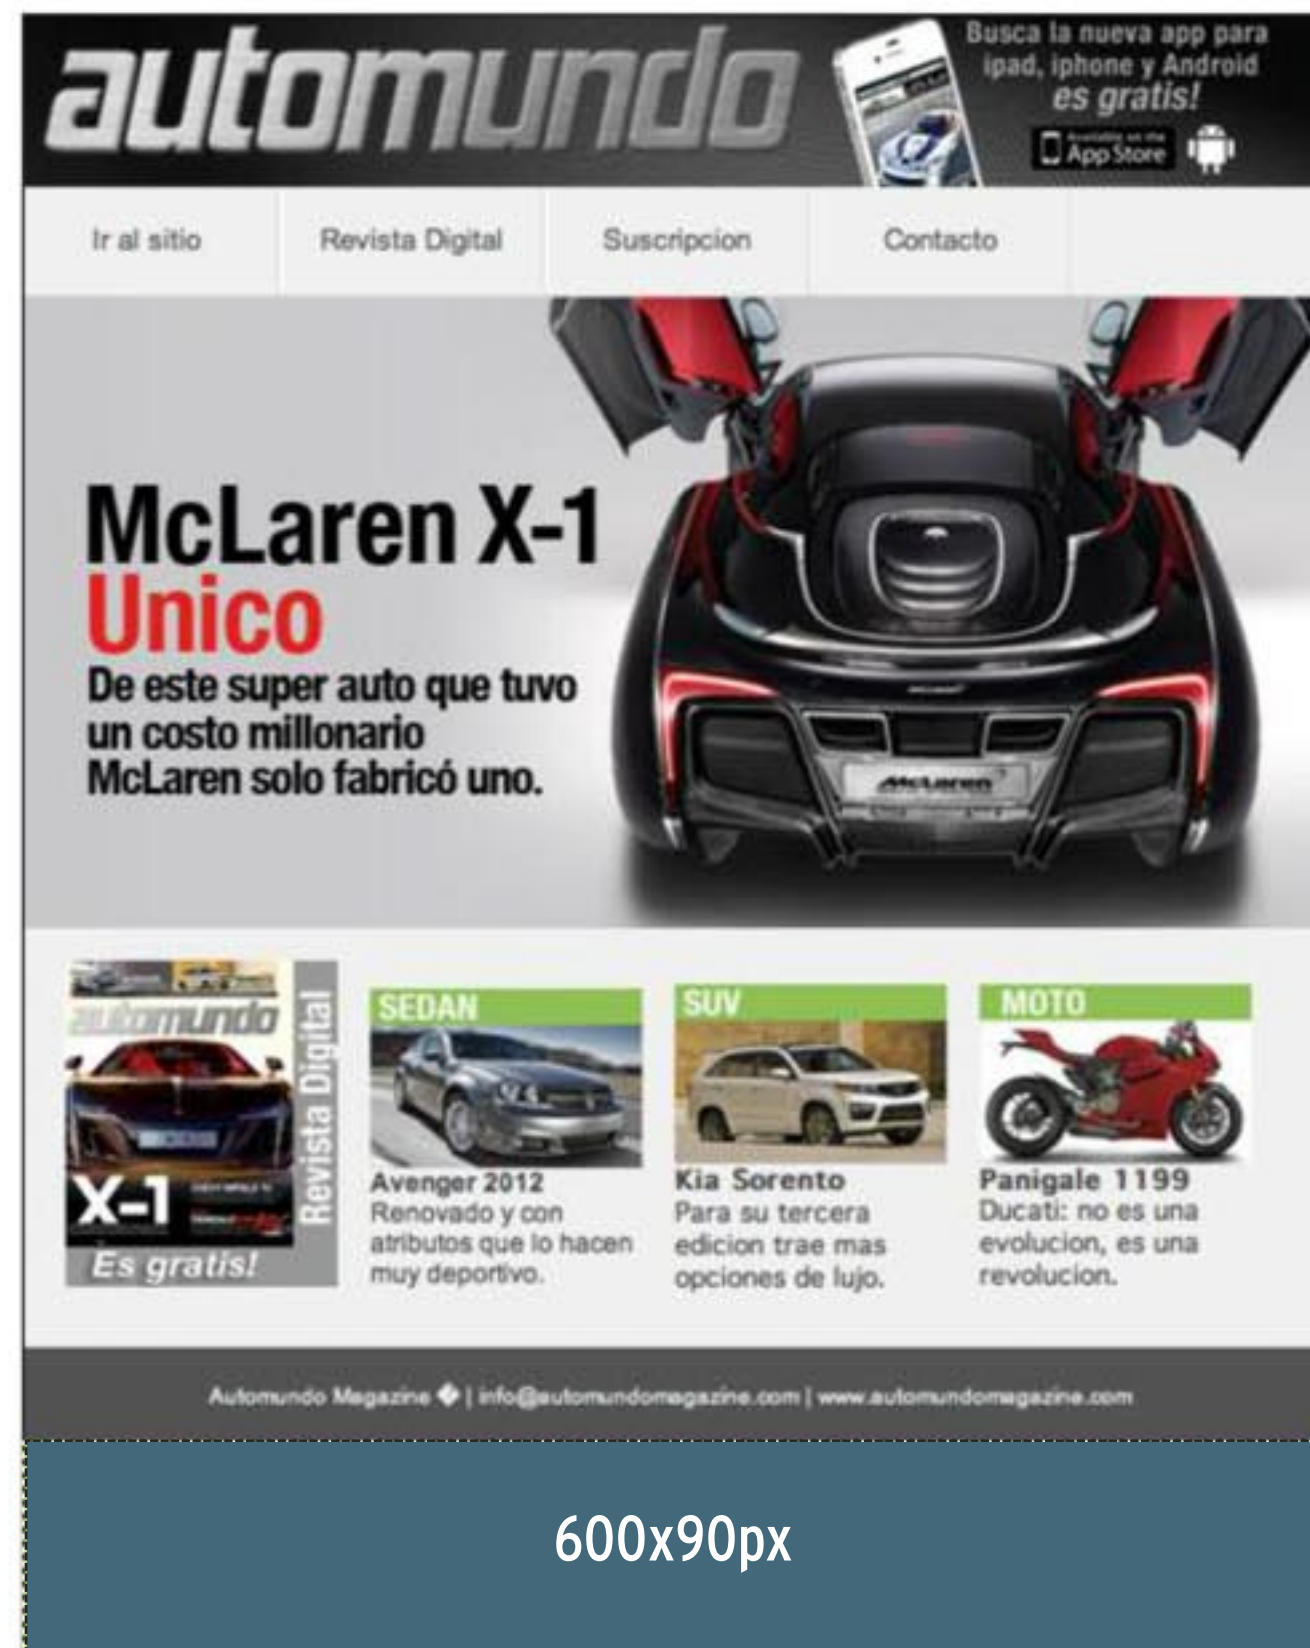 automundo
Busca la nueva app para
ipad, iphone y Android
es gratis!
Available on the
App Store
Ir al sitio
Revista Digital
Suscripcion
Contacto
McLaren X-1
Unico
De este super auto que tuvo
un costo millonario
McLaren solo fabricó uno.
McLaren
automundo
X-1
Es gratis!
Revista Digital
SEDAN
Avenger 2012
Renovado y con
atributos que lo hacen
muy deportivo.
SUV
Kia Sorento
Para su tercera
edicion trae mas
opciones de lujo.
MOTO
Panigale 1199
Ducati: no es una
evolucion, es una
revolucion.
Automundo Magazine � | info@automundomagazine.com | www.automundomagazine.com
600x90px